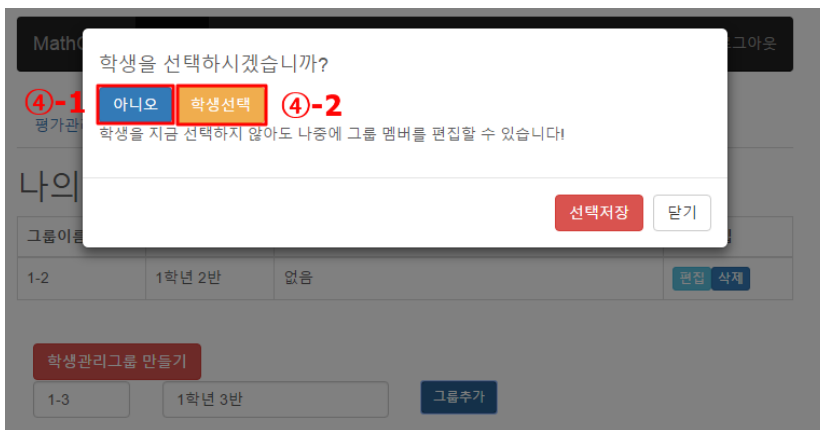 Math
그아웃
학생을 선택하시겠습니까?
④-1 아니오 학생선택 ④-2
평가관
학생을 지금 선택하지 않아도 나중에 그룹 멤버를 편집할 수 있습니다!
나의
선택저장 닫기
그룹이름
1-2 1학년 2반 없음 편집 삭제
학생관리그룹 만들기
1-3 1학년 3반 그룹추가